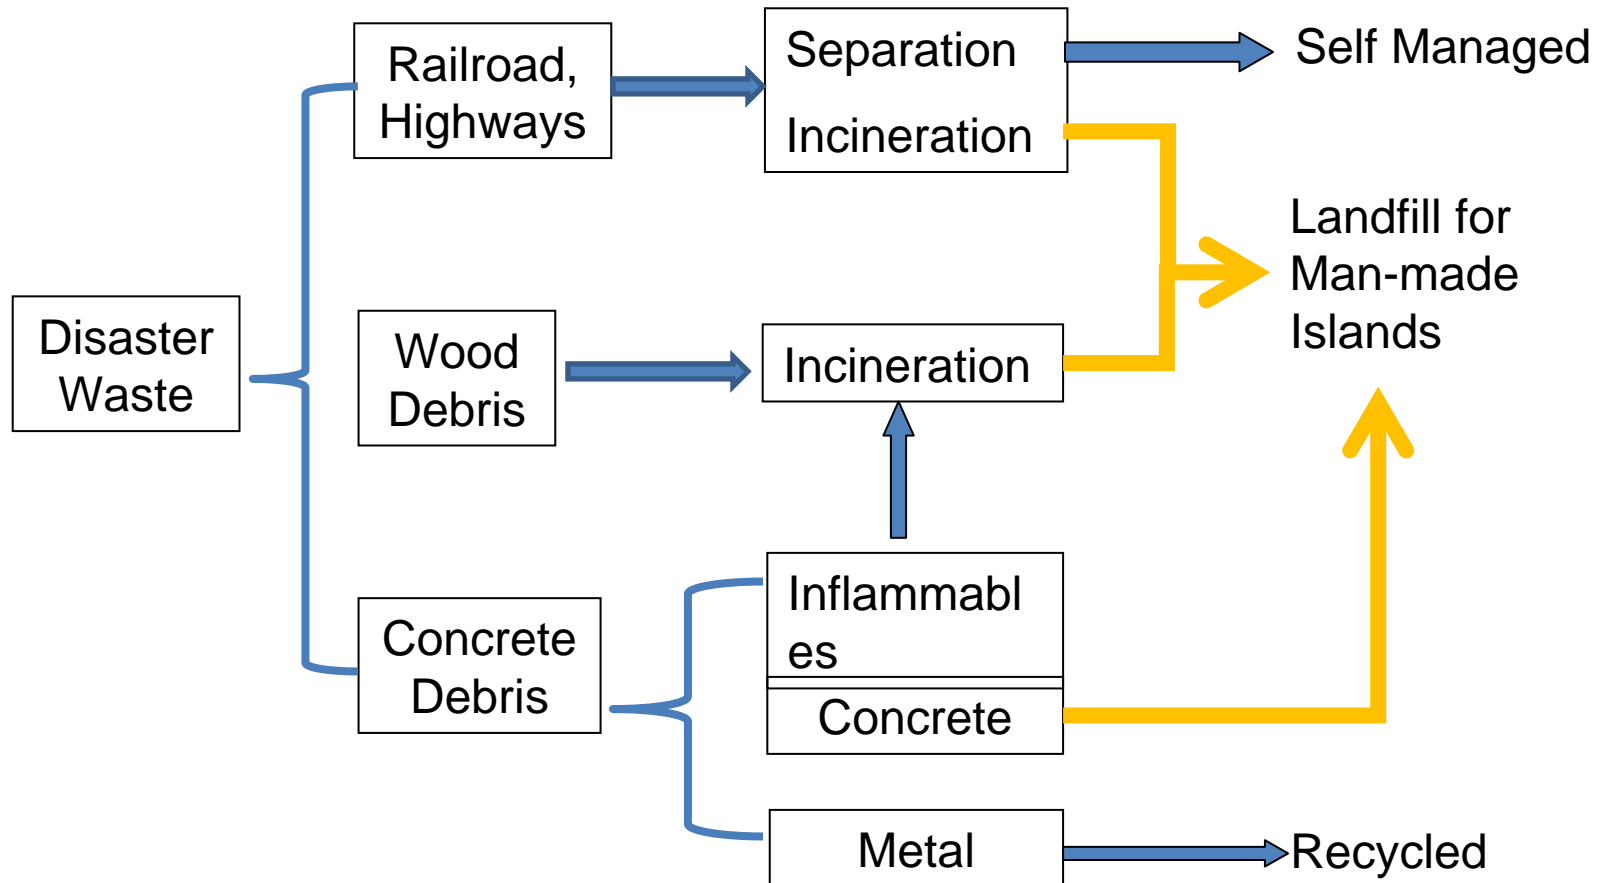 Disaster
Waste
Railroad,
Highways
Separation
Incineration
Self Managed
Landfill for
Man-made
Islands
Wood
Debris
Incineration
Concrete
Debris
Inflammabl
es
Concrete
Metal
Recycled